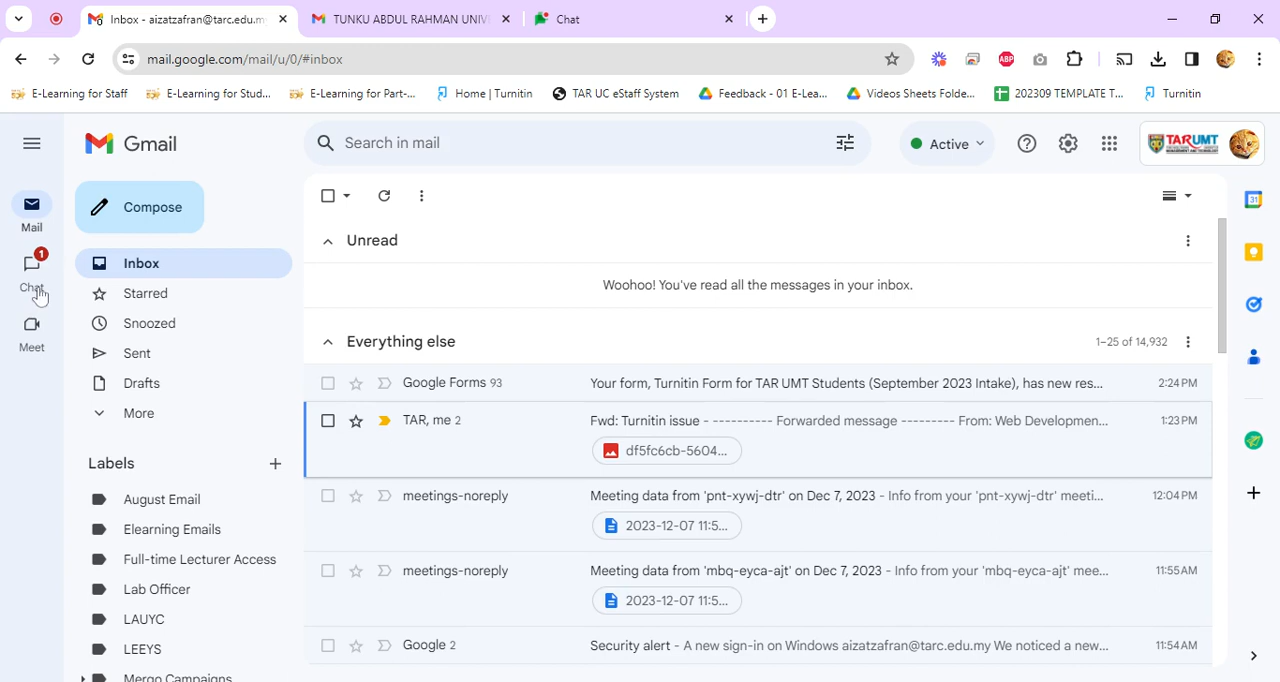 Inbox - aizatzafran@tarc.edu.m
TUNKU ABDUL RAHMAN UNIV
Chat
mail.google.com/mail/u/0/#inbox
ABP
E-Learning for Staff
E-Learning for Stud...
E-Learning for Part-...
Home | Turnitin
TAR UC eStaff System
Feedback - 01 E-Lea...
Videos Sheets Folde...
202309 TEMPLATE T...
Turnitin
Gmail
Search in mail
Active
TARUMT
Mail
Compose
Unread
1
Chat
Inbox
Woohoo! You've read all the messages in your inbox.
Starred
Meet
Snoozed
Everything else
1–25 of 14,932
Sent
Drafts
More
Google Forms 93
Your form, Turnitin Form for TAR UMT Students (September 2023 Intake), has new res...
2:24 PM
TAR, me 2
Fwd: Turnitin issue - ---------- Forwarded message --------- From: Web Developmen...
1:23 PM
df5fc6cb-5604...
Labels
August Email
meetings-noreply
Meeting data from 'pnt-xywj-dtr' on Dec 7, 2023 - Info from your 'pnt-xywj-dtr' meeti...
12:04 PM
2023-12-07 11:5...
Elearning Emails
Full-time Lecturer Access
meetings-noreply
Meeting data from 'mbq-eyca-ajt' on Dec 7, 2023 - Info from your 'mbq-eyca-ajt' mee...
11:55 AM
2023-12-07 11:5...
Lab Officer
LAUYC
LEEYS
Google 2
Security alert - A new sign-in on Windows aizatzafran@tarc.edu.my We noticed a new...
11:54 AM
Mergo Campaigns
31